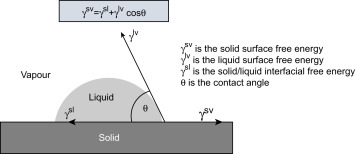 γˢᵛ=γˢˡ+γˡᵛ cosθ
γˡᵛ
γˢᵛ is the solid surface free energy
γˡᵛ is the liquid surface free energy
γˢˡ is the solid/liquid interfacial free energy
θ is the contact angle
Vapour
Liquid
θ
γˢˡ
γˢᵛ
Solid